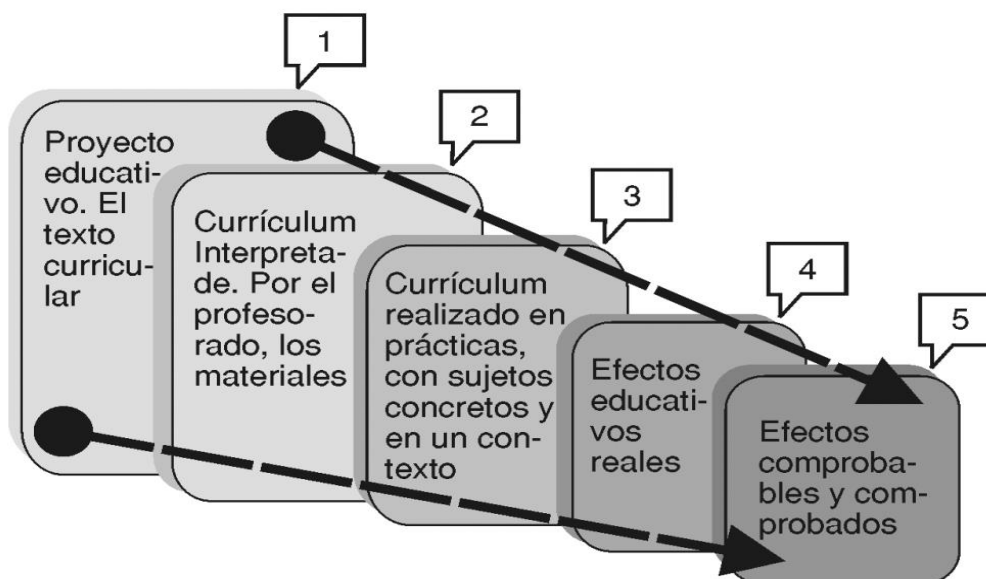 1
Proyecto
educati-
vo. El
texto
curricu-
lar
2
Currículum
Interpreta-
de. Por el
profeso-
rado, los
materiales
3
Currículum
realizado en
prácticas,
con sujetos
concretos y
en un con-
texto
4
Efectos
educati-
vos
reales
5
Efectos
comproba-
bles y com-
probados